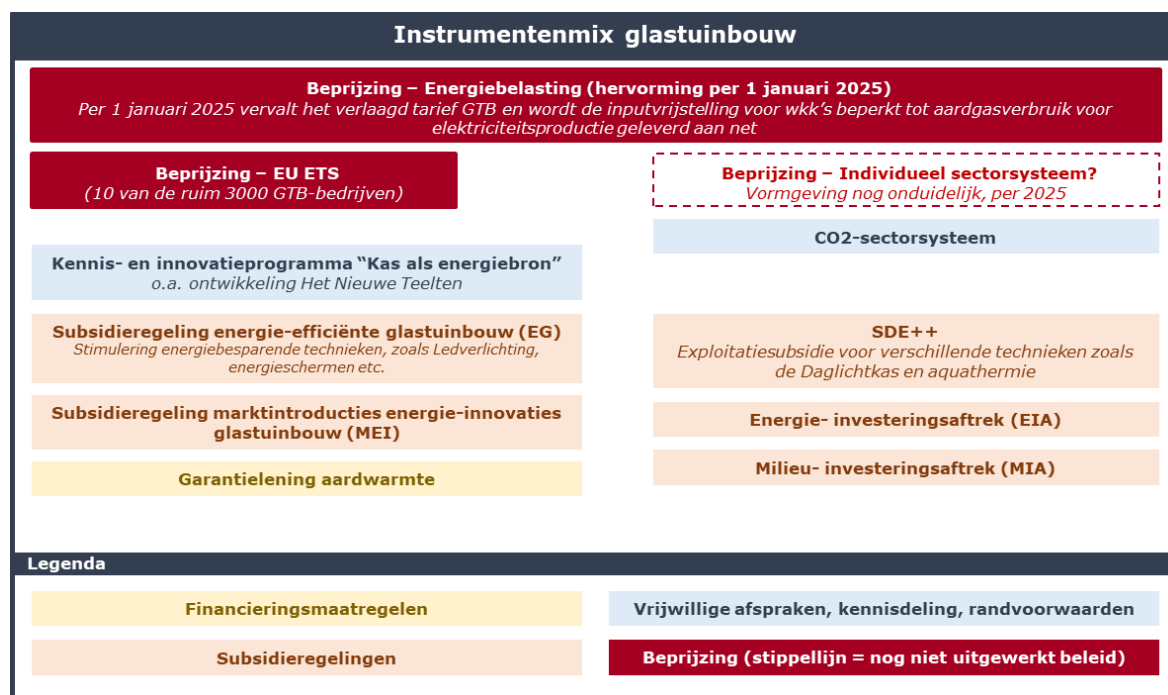 Instrumentenmix glastuinbouw
Beprijzing – Energiebelasting (hervorming per 1 januari 2025)
Per 1 januari 2025 vervalt het verlaagd tarief GTB en wordt de inputvrijstelling voor wkk’s beperkt tot aardgasverbruik voor
elektriciteitsproductie geleverd aan net
Beprijzing – EU ETS
(10 van de ruim 3000 GTB-bedrijven)
Beprijzing – Individueel sectorsysteem?
Vormgeving nog onduidelijk, per 2025
CO2-sectorsysteem
Kennis- en innovatieprogramma “Kas als energiebron”
o.a. ontwikkeling Het Nieuwe Teelten
Subsidieregeling energie-efficiënte glastuinbouw (EG)
Stimulering energiebesparende technieken, zoals Ledverlichting,
energieschermen etc.
SDE++
Exploitatiesubsidie voor verschillende technieken zoals
de Daglichtkas en aquathermie
Subsidieregeling marktintroducties energie-innovaties
glastuinbouw (MEI)
Energie- investeringsaftrek (EIA)
Milieu- investeringsaftrek (MIA)
Garantielening aardwarmte
Legenda
Financieringsmaatregelen
Vrijwillige afspraken, kennisdeling, randvoorwaarden
Subsidieregelingen
Beprijzing (stippellijn = nog niet uitgewerkt beleid)